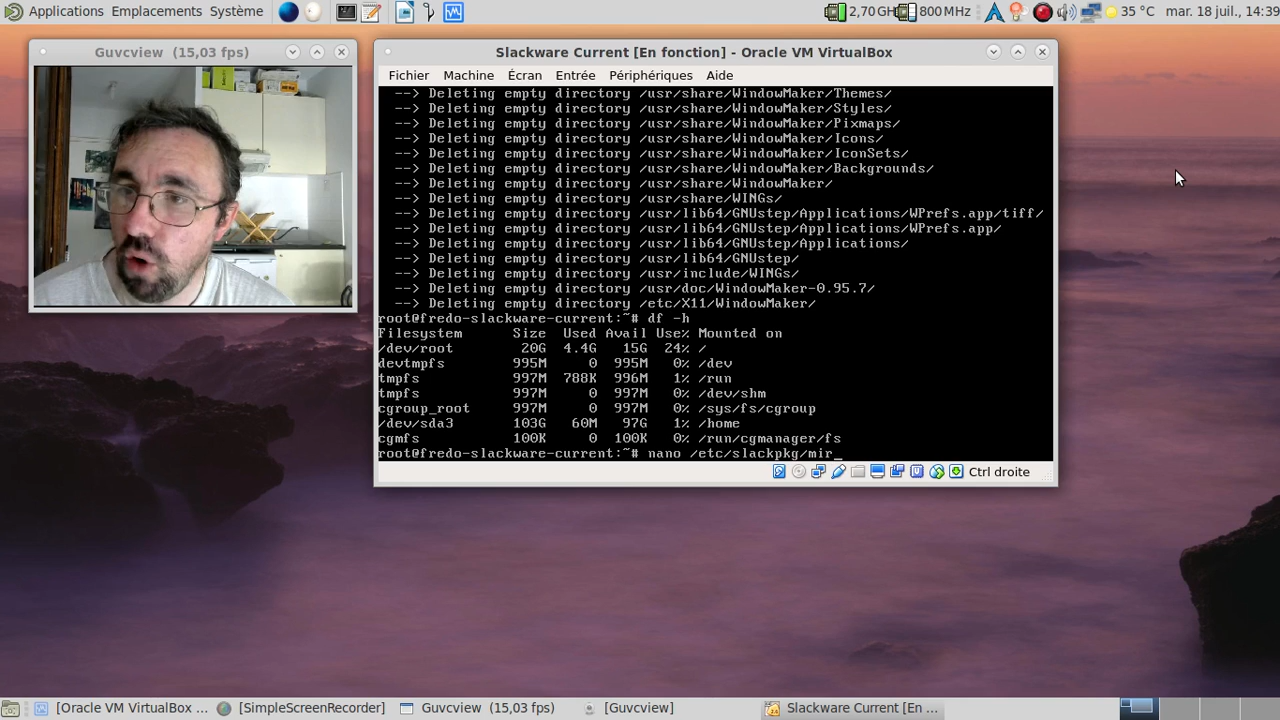 Applications Emplacements Système 2,70GH 800 MHz 35 °C mar. 18 juil., 14:39
Guvcview (15,03 fps)
Slackware Current [En fonction] - Oracle VM VirtualBox
Fichier Machine Écran Entrée Périphériques Aide
--> Deleting empty directory /usr/share/WindowMaker/Themes/
--> Deleting empty directory /usr/share/WindowMaker/Styles/
--> Deleting empty directory /usr/share/WindowMaker/Pixmaps/
--> Deleting empty directory /usr/share/WindowMaker/Icons/
--> Deleting empty directory /usr/share/WindowMaker/IconSets/
--> Deleting empty directory /usr/share/WindowMaker/Backgrounds/
--> Deleting empty directory /usr/share/WindowMaker/
--> Deleting empty directory /usr/share/WINGs/
--> Deleting empty directory /usr/lib64/GNUstep/Applications/WPrefs.app/tiff/
--> Deleting empty directory /usr/lib64/GNUstep/Applications/WPrefs.app/
--> Deleting empty directory /usr/lib64/GNUstep/Applications/
--> Deleting empty directory /usr/lib64/GNUstep/
--> Deleting empty directory /usr/include/WINGs/
--> Deleting empty directory /usr/doc/WindowMaker-0.95.7/
--> Deleting empty directory /etc/X11/WindowMaker/
root@fredo-slackware-current:~# df -h
Filesystem Size Used Avail Use% Mounted on
/dev/root 20G 4.4G 15G 24% /
devtmpfs 995M 0 995M 0% /dev
tmpfs 997M 788K 996M 1% /run
tmpfs 997M 0 997M 0% /dev/shm
cgroup_root 997M 0 997M 0% /sys/fs/cgroup
/dev/sda3 103G 60M 97G 1% /home
cgmfs 100K 0 100K 0% /run/cgmanager/fs
root@fredo-slackware-current:~# nano /etc/slackpkg/mir_
Ctrl droite
[Oracle VM VirtualBox ... [SimpleScreenRecorder] Guvcview (15,03 fps) [Guvcview] Slackware Current [En ...